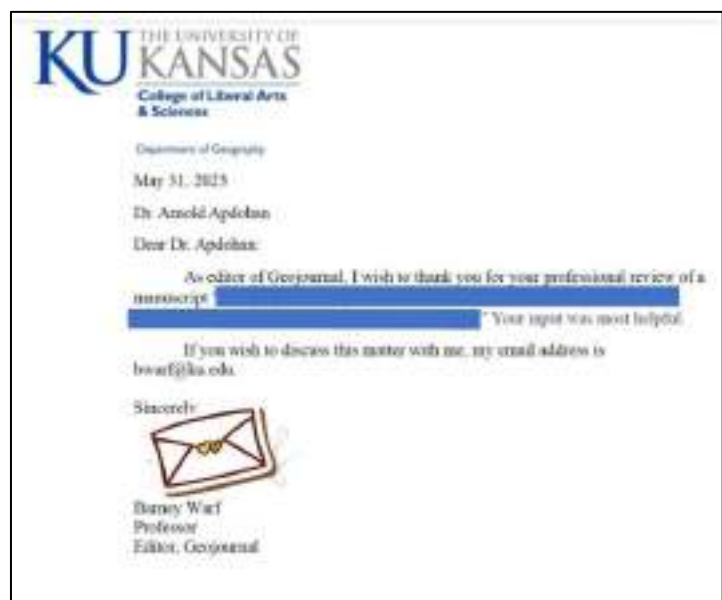 KU THE UNIVERSITY OF
KANSAS
College of Liberal Arts
& Sciences
Department of Geography
May 31, 2023
Dr. Arnold Apdohan
Dear Dr. Apdohan:
As editor of Geojournal, I wish to thank you for your professional review of a
manuscript "
" Your input was most helpful.
If you wish to discuss this matter with me, my email address is
bwarf@ku.edu.
Sincerely
Barney Warf
Professor
Editor, Geojournal